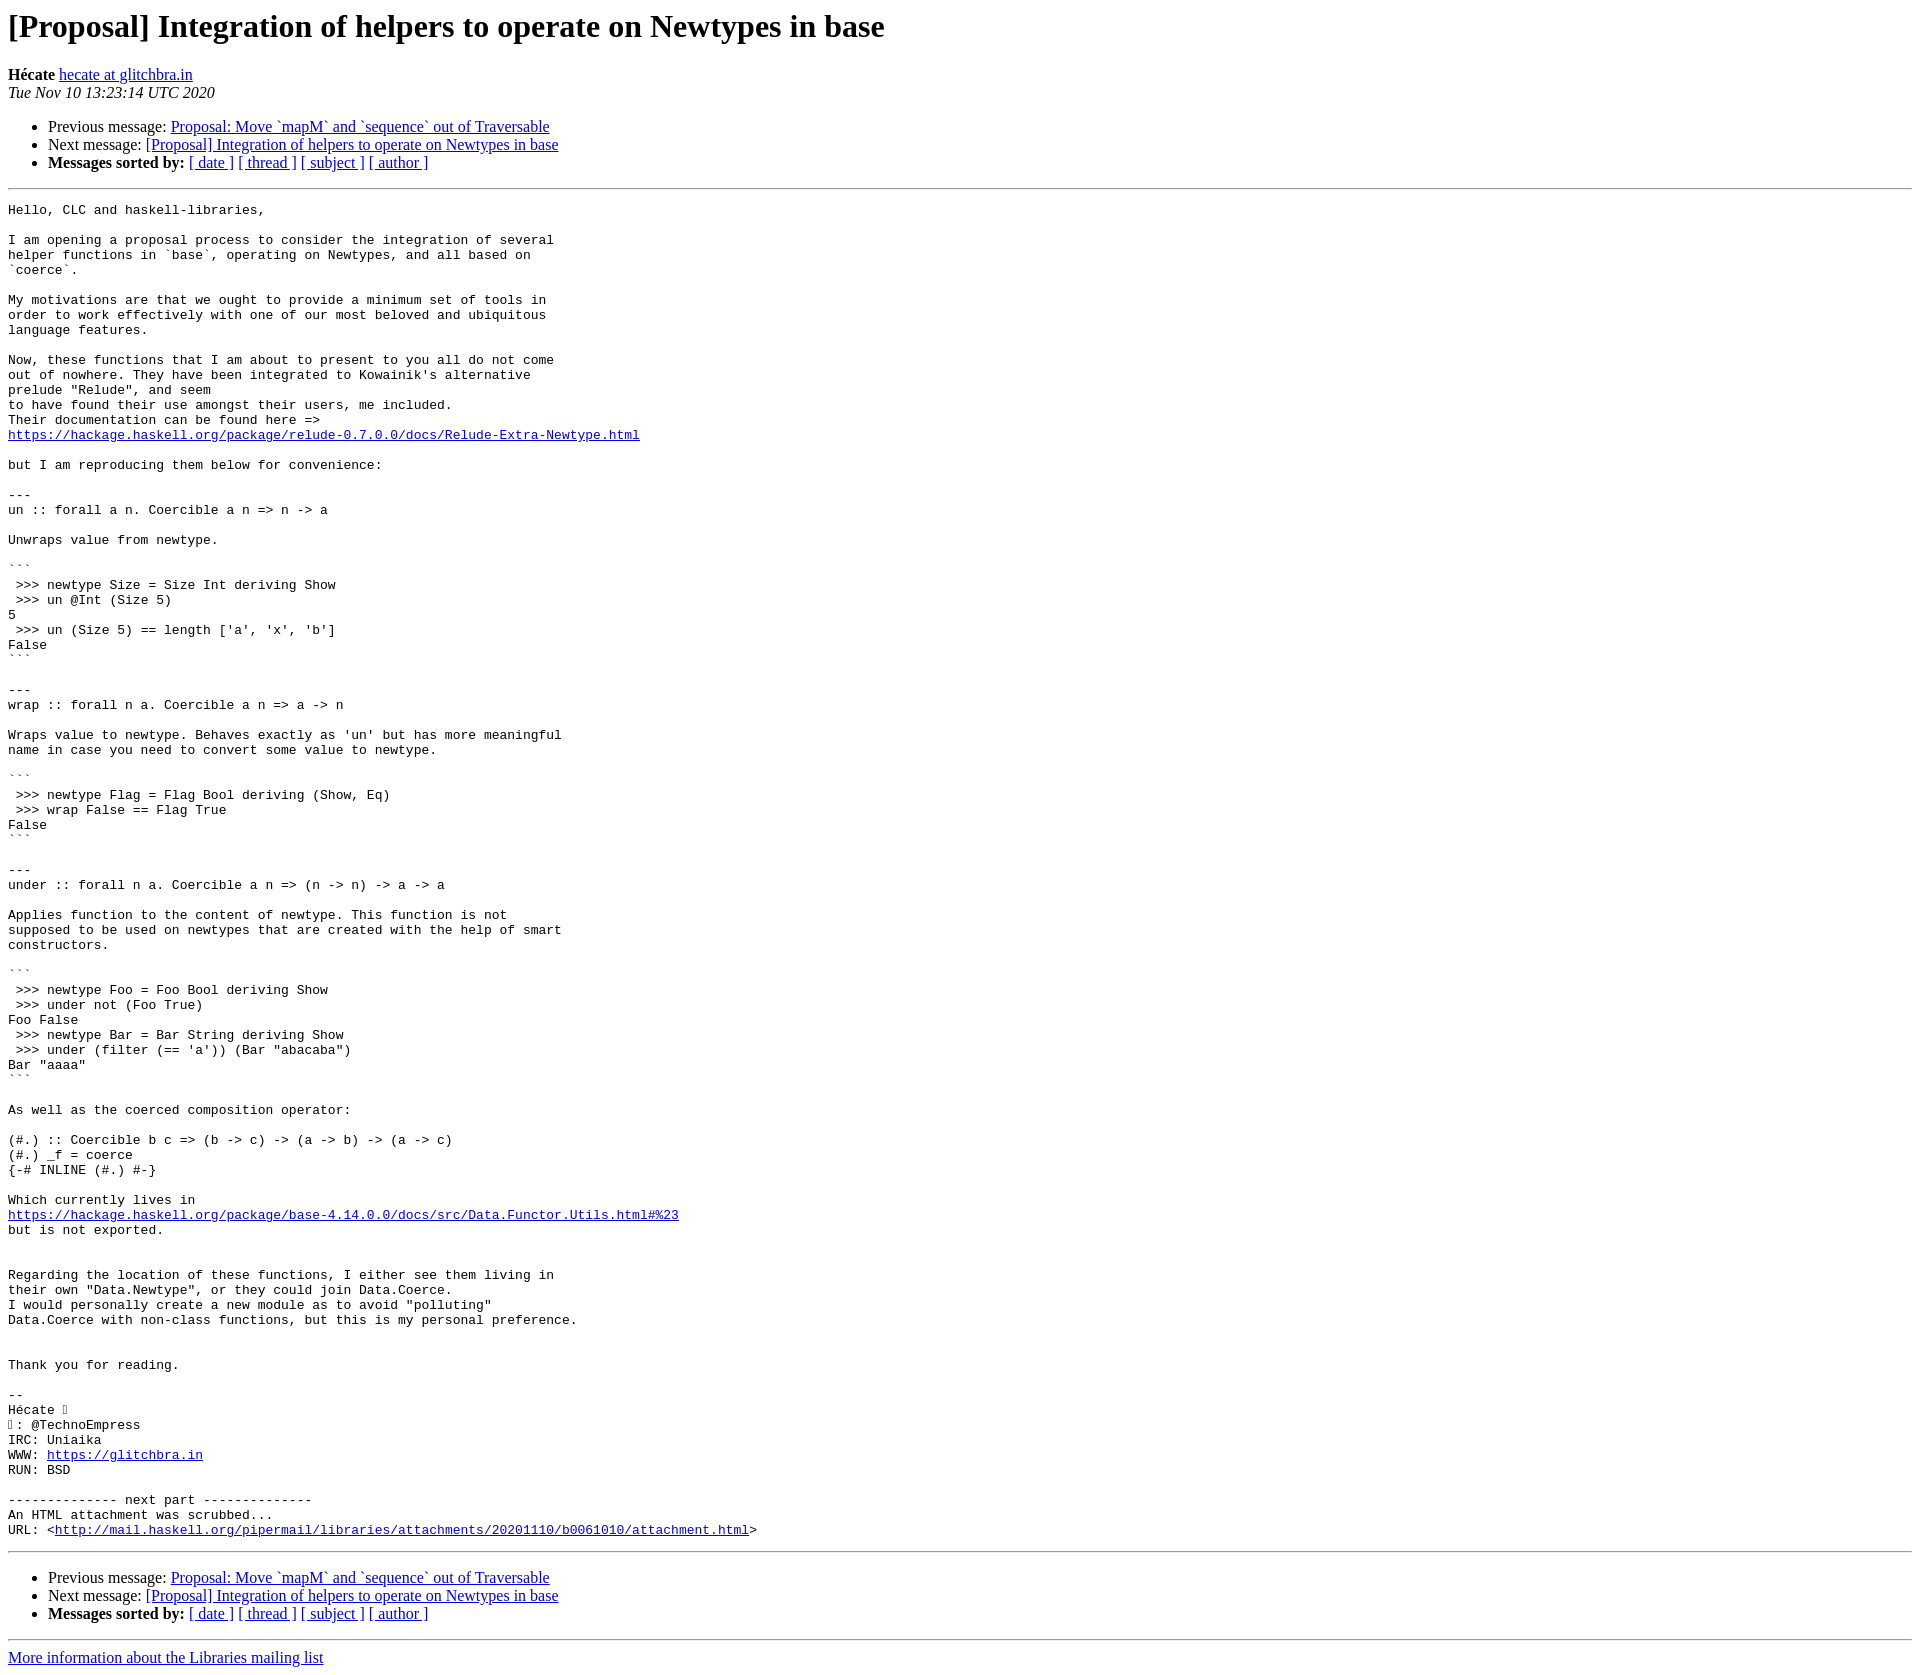 [Proposal] Integration of helpers to operate on Newtypes in base
Hécate hecate at glitchbra.in
Tue Nov 10 13:23:14 UTC 2020
Previous message: Proposal: Move `mapM` and `sequence` out of Traversable
Next message: [Proposal] Integration of helpers to operate on Newtypes in base
Messages sorted by: [ date ] [ thread ] [ subject ] [ author ]
Hello, CLC and haskell-libraries,
I am opening a proposal process to consider the integration of several
helper functions in `base`, operating on Newtypes, and all based on
`coerce`.
My motivations are that we ought to provide a minimum set of tools in
order to work effectively with one of our most beloved and ubiquitous
language features.
Now, these functions that I am about to present to you all do not come
out of nowhere. They have been integrated to Kowainik's alternative
prelude "Relude", and seem
to have found their use amongst their users, me included.
Their documentation can be found here =>
https://hackage.haskell.org/package/relude-0.7.0.0/docs/Relude-Extra-Newtype.html
but I am reproducing them below for convenience:
---
un :: forall a n. Coercible a n => n -> a
Unwraps value from newtype.
```
>>> newtype Size = Size Int deriving Show
>>> un @Int (Size 5)
5
>>> un (Size 5) == length ['a', 'x', 'b']
False
```
---
wrap :: forall n a. Coercible a n => a -> n
Wraps value to newtype. Behaves exactly as 'un' but has more meaningful
name in case you need to convert some value to newtype.
```
>>> newtype Flag = Flag Bool deriving (Show, Eq)
>>> wrap False == Flag True
False
```
---
under :: forall n a. Coercible a n => (n -> n) -> a -> a
Applies function to the content of newtype. This function is not
supposed to be used on newtypes that are created with the help of smart
constructors.
```
>>> newtype Foo = Foo Bool deriving Show
>>> under not (Foo True)
Foo False
>>> newtype Bar = Bar String deriving Show
>>> under (filter (== 'a')) (Bar "abacaba")
Bar "aaaa"
```
As well as the coerced composition operator:
(#.) :: Coercible b c => (b -> c) -> (a -> b) -> (a -> c)
(#.) _f = coerce
{-# INLINE (#.) #-}
Which currently lives in
https://hackage.haskell.org/package/base-4.14.0.0/docs/src/Data.Functor.Utils.html#%23
but is not exported.
Regarding the location of these functions, I either see them living in
their own "Data.Newtype", or they could join Data.Coerce.
I would personally create a new module as to avoid "polluting"
Data.Coerce with non-class functions, but this is my personal preference.
Thank you for reading.
--
Hécate
: @TechnoEmpress
IRC: Uniaika
WWW: https://glitchbra.in
RUN: BSD
-------------- next part --------------
An HTML attachment was scrubbed...
URL: <http://mail.haskell.org/pipermail/libraries/attachments/20201110/b0061010/attachment.html>
Previous message: Proposal: Move `mapM` and `sequence` out of Traversable
Next message: [Proposal] Integration of helpers to operate on Newtypes in base
Messages sorted by: [ date ] [ thread ] [ subject ] [ author ]
More information about the Libraries mailing list